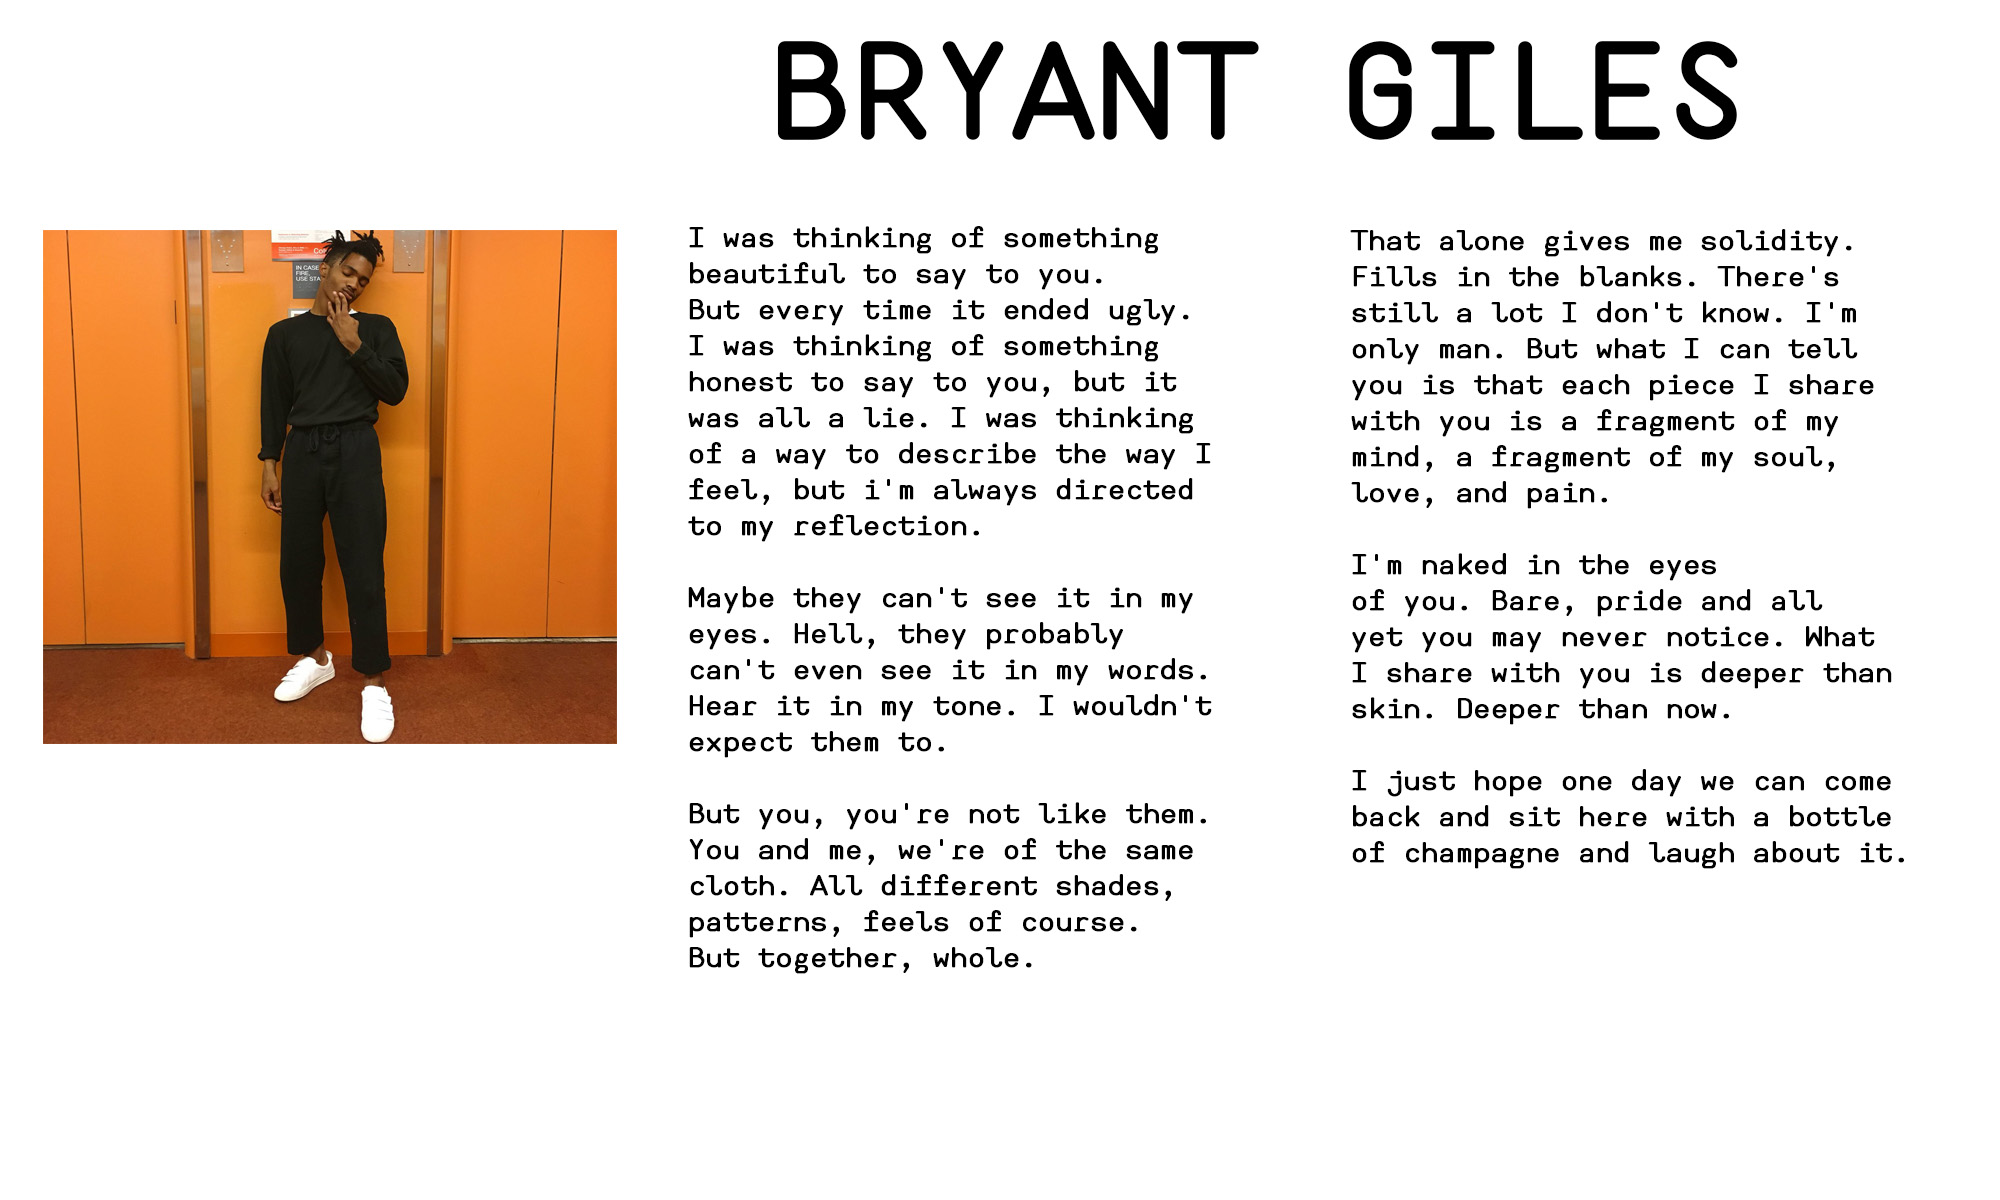 BRYANT GILES
Co
IN CASE
FIRE,
USE STA
I was thinking of something
beautiful to say to you.
But every time it ended ugly.
I was thinking of something
honest to say to you, but it
was all a lie. I was thinking
of a way to describe the way I
feel, but i'm always directed
to my reflection.
Maybe they can't see it in my
eyes. Hell, they probably
can't even see it in my words.
Hear it in my tone. I wouldn't
expect them to.
But you, you're not like them.
You and me, we're of the same
cloth. All different shades,
patterns, feels of course.
But together, whole.
That alone gives me solidity.
Fills in the blanks. There's
still a lot I don't know. I'm
only man. But what I can tell
you is that each piece I share
with you is a fragment of my
mind, a fragment of my soul,
love, and pain.
I'm naked in the eyes
of you. Bare, pride and all
yet you may never notice. What
I share with you is deeper than
skin. Deeper than now.
I just hope one day we can come
back and sit here with a bottle
of champagne and laugh about it.